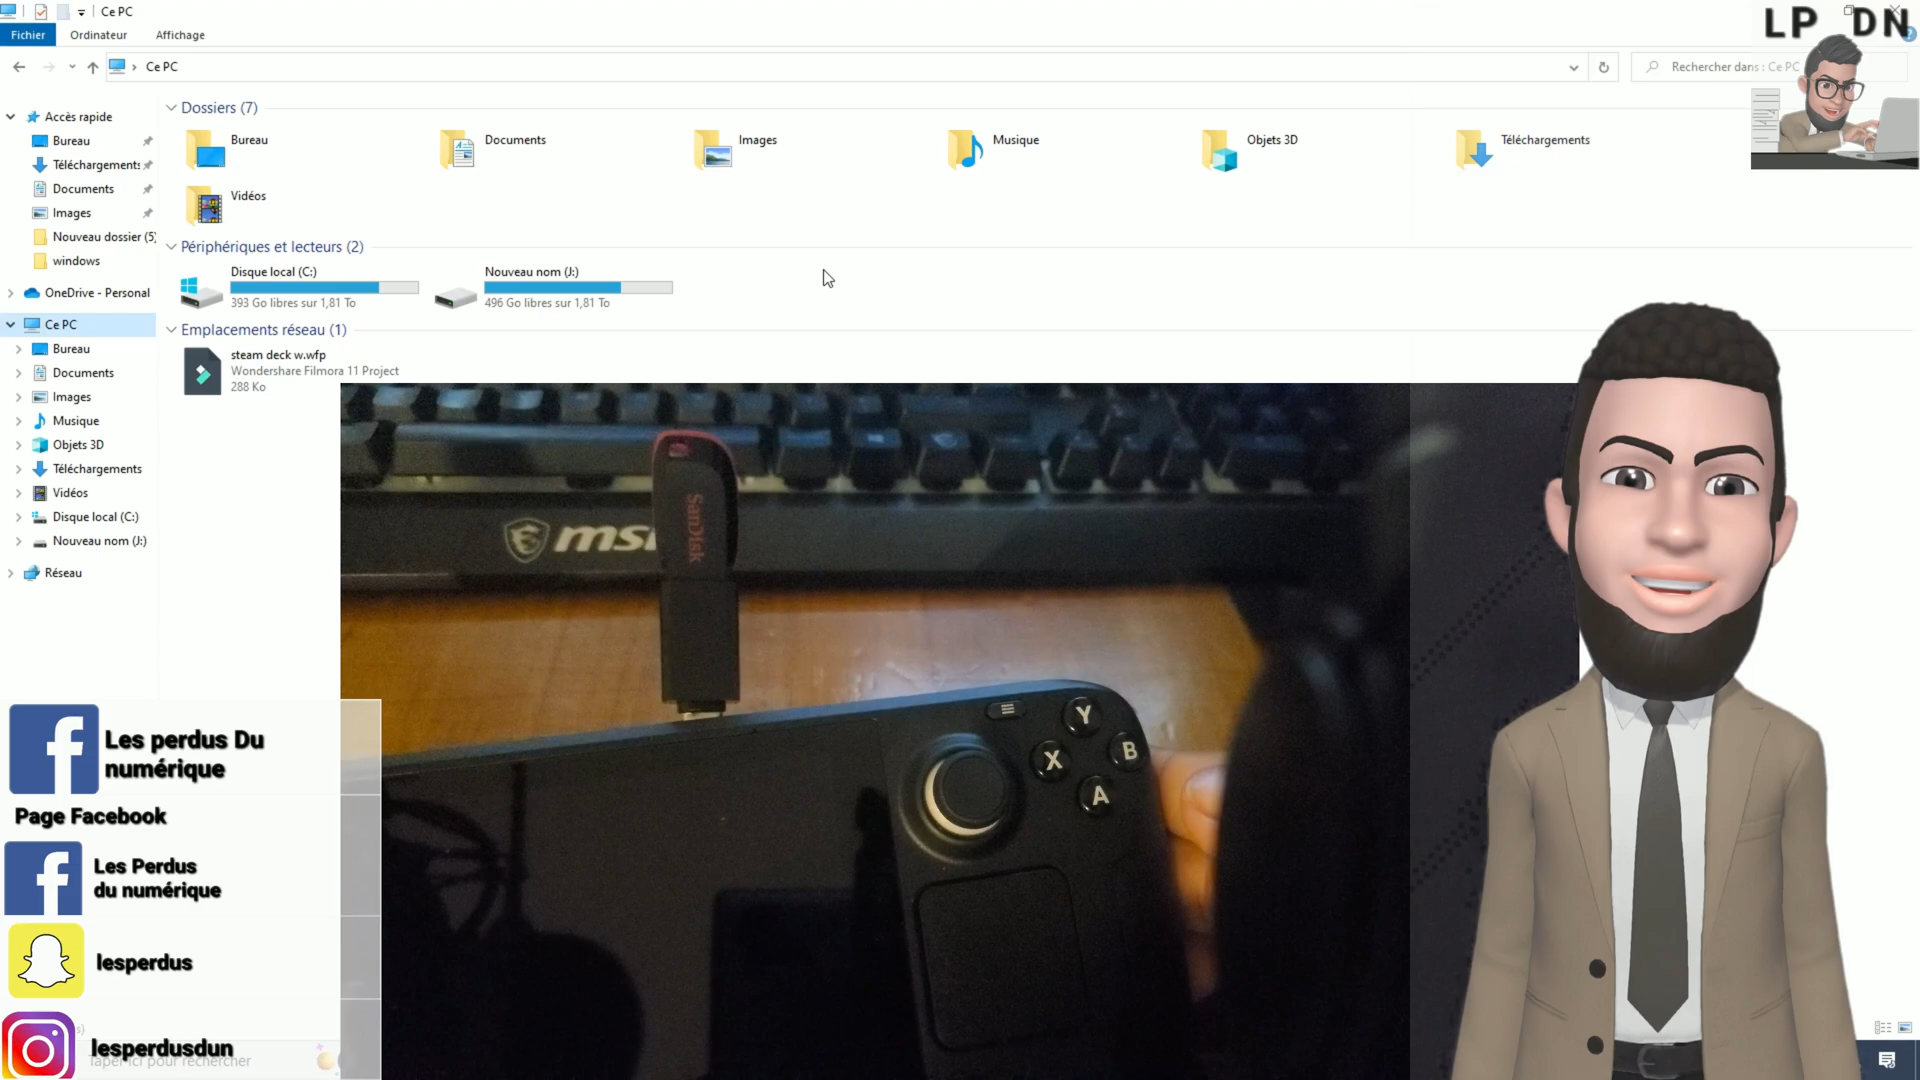 Ce PC
LP DN
Fichier
Ordinateur
Affichage
Ce PC
Rechercher dans : Ce PC
Accès rapide
Bureau
Téléchargements
Documents
Images
Nouveau dossier (5)
windows
OneDrive - Personal
Ce PC
Bureau
Documents
Images
Musique
Objets 3D
Téléchargements
Vidéos
Disque local (C:)
Nouveau nom (J:)
Réseau
Dossiers (7)
Bureau
Documents
Images
Musique
Objets 3D
Téléchargements
Vidéos
Périphériques et lecteurs (2)
Disque local (C:)
393 Go libres sur 1,81 To
Nouveau nom (J:)
496 Go libres sur 1,81 To
Emplacements réseau (1)
steam deck w.wfp
Wondershare Filmora 11 Project
288 Ko
msi
SanDisk
Y
X
B
A
Les perdus Du
numérique
Page Facebook
Les Perdus
du numérique
lesperdus
lesperdusdun
Taper ici pour rechercher